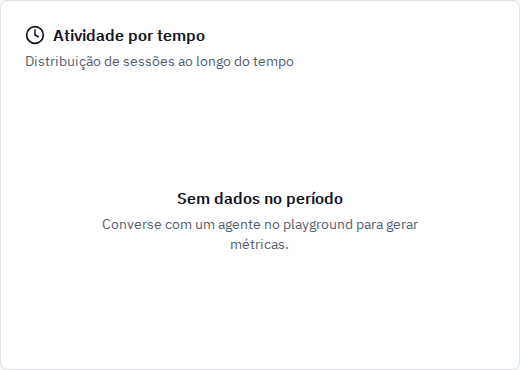 Atividade por tempo
Distribuição de sessões ao longo do tempo
Sem dados no período
Converse com um agente no playground para gerar
métricas.